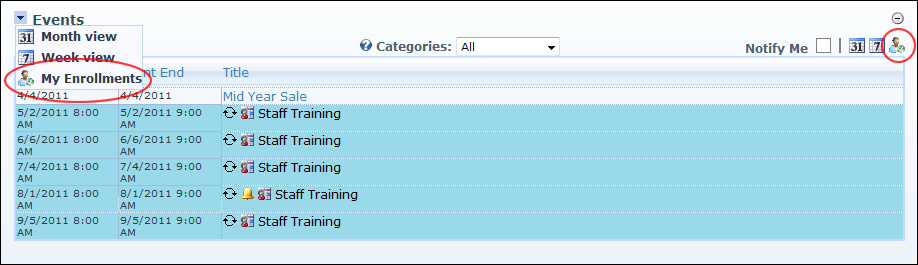 Events
31 Month view
7 Week view
My Enrollments
? Categories: All
Notify Me | 31 7
nt End Title
4/4/2011 4/4/2011 Mid Year Sale
5/2/2011 8:00 5/2/2011 9:00 Staff Training
AM AM
6/6/2011 8:00 6/6/2011 9:00 Staff Training
AM AM
7/4/2011 8:00 7/4/2011 9:00 Staff Training
AM AM
8/1/2011 8:00 8/1/2011 9:00 Staff Training
AM AM
9/5/2011 8:00 9/5/2011 9:00 Staff Training
AM AM